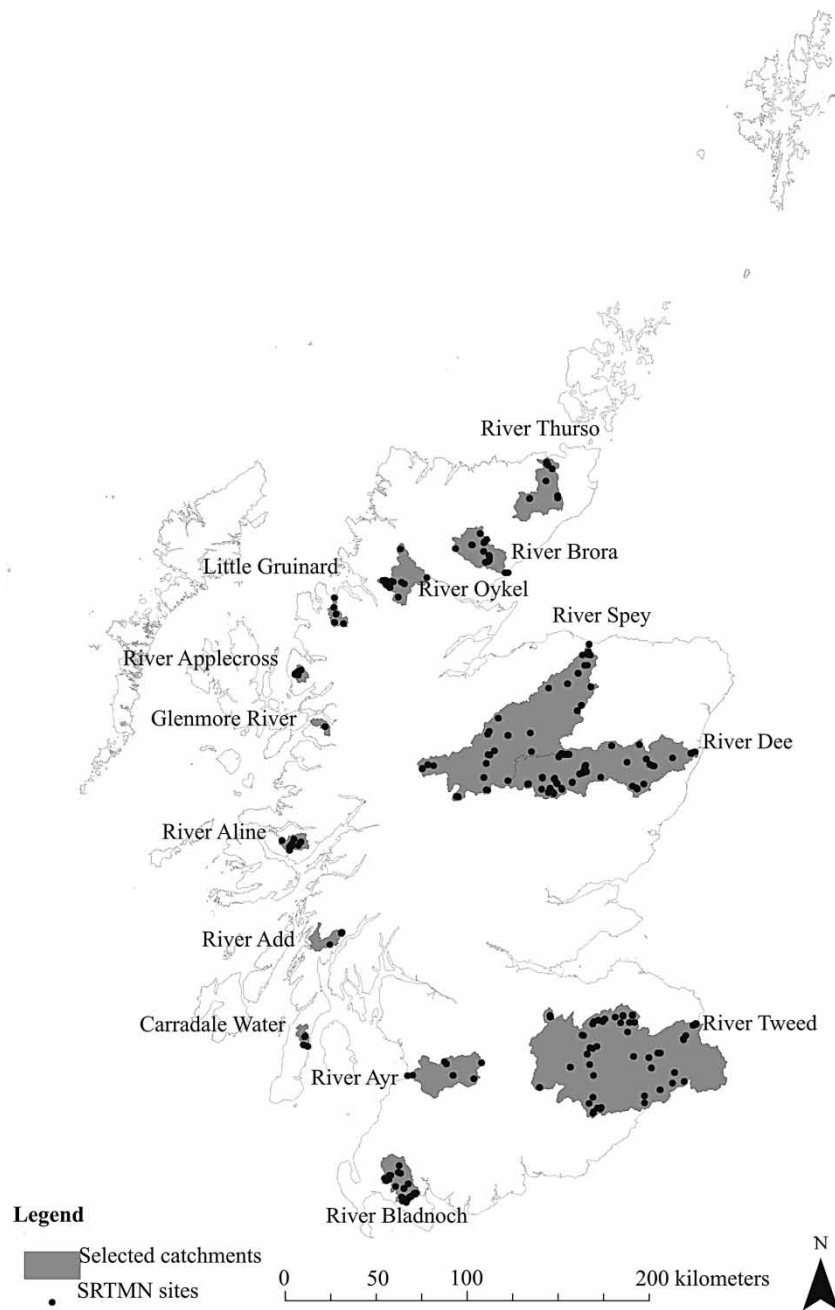 River Thurso
River Brora
Little Gruinard
River Oykel
River Spey
River Applecross
Glenmore River
River Dee
River Aline
River Add
Carradale Water
River Tweed
River Ayr
River Bladnoch
Legend
Selected catchments
SRTMN sites
0 50 100 200 kilometers
N